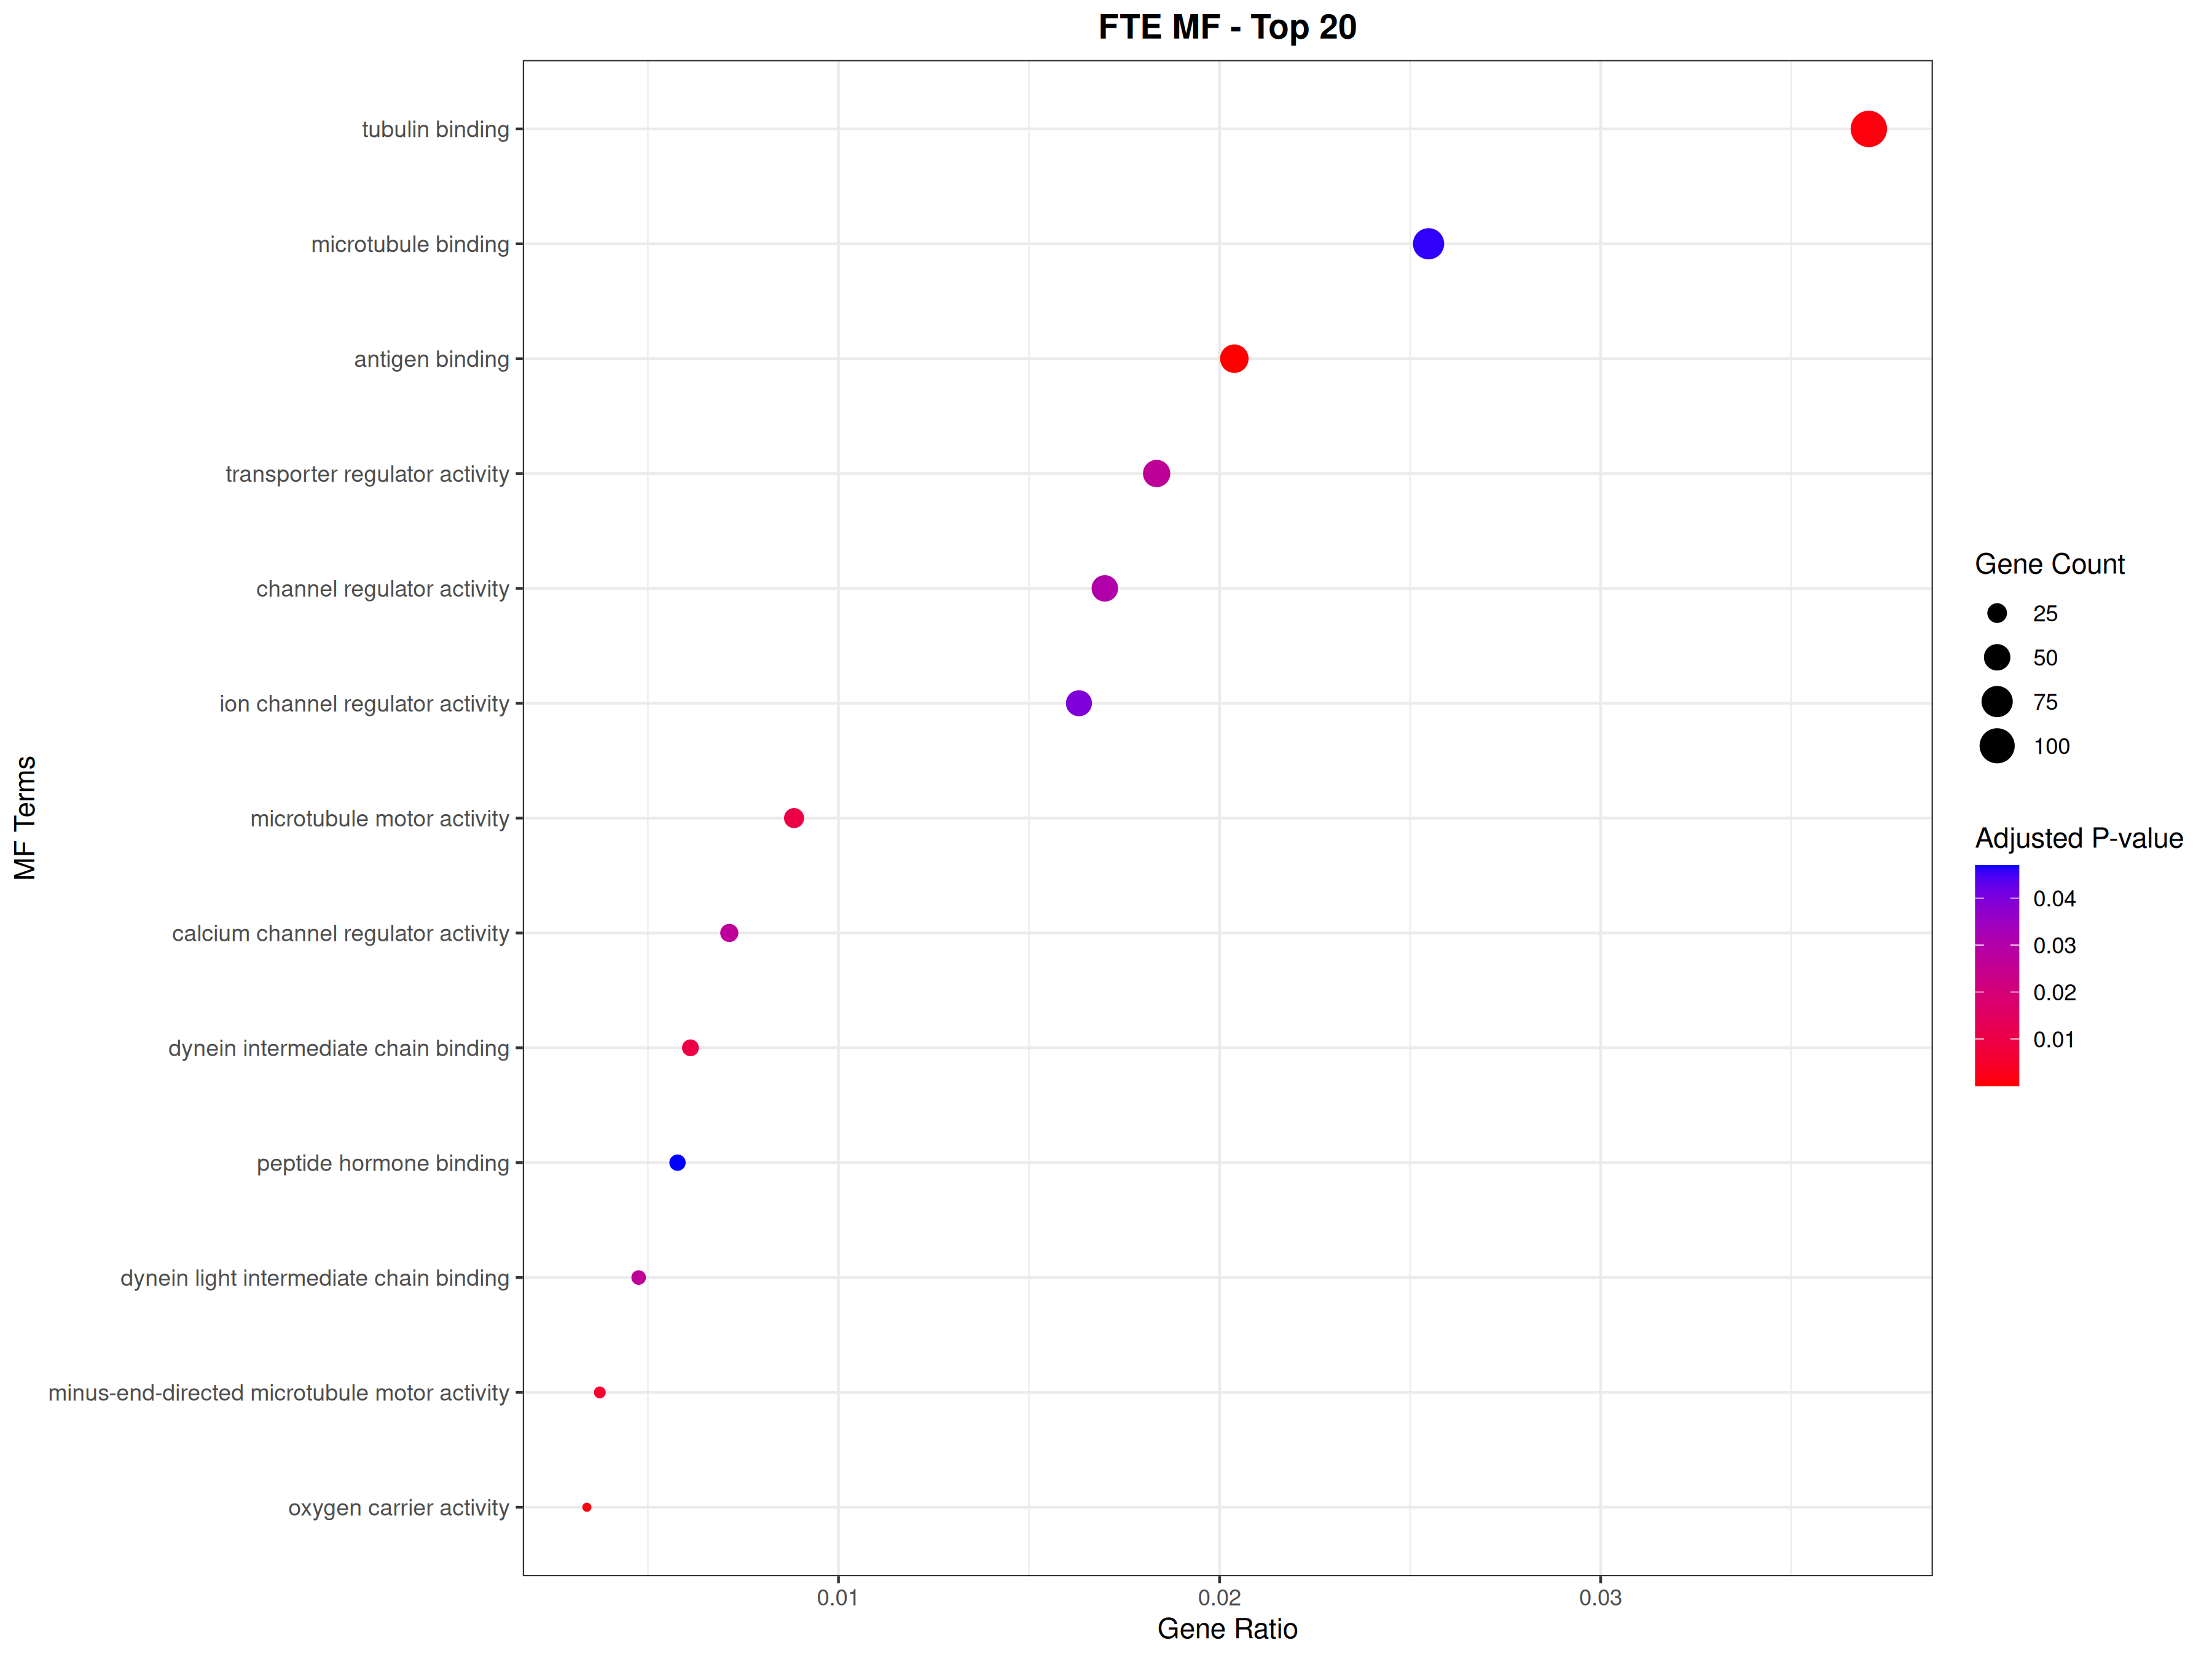 FTE MF - Top 20
tubulin binding
microtubule binding
antigen binding
transporter regulator activity
channel regulator activity
ion channel regulator activity
microtubule motor activity
calcium channel regulator activity
dynein intermediate chain binding
peptide hormone binding
dynein light intermediate chain binding
minus-end-directed microtubule motor activity
oxygen carrier activity
MF Terms
0.01
0.02
0.03
Gene Ratio
Gene Count
25
50
75
100
Adjusted P-value
0.04
0.03
0.02
0.01